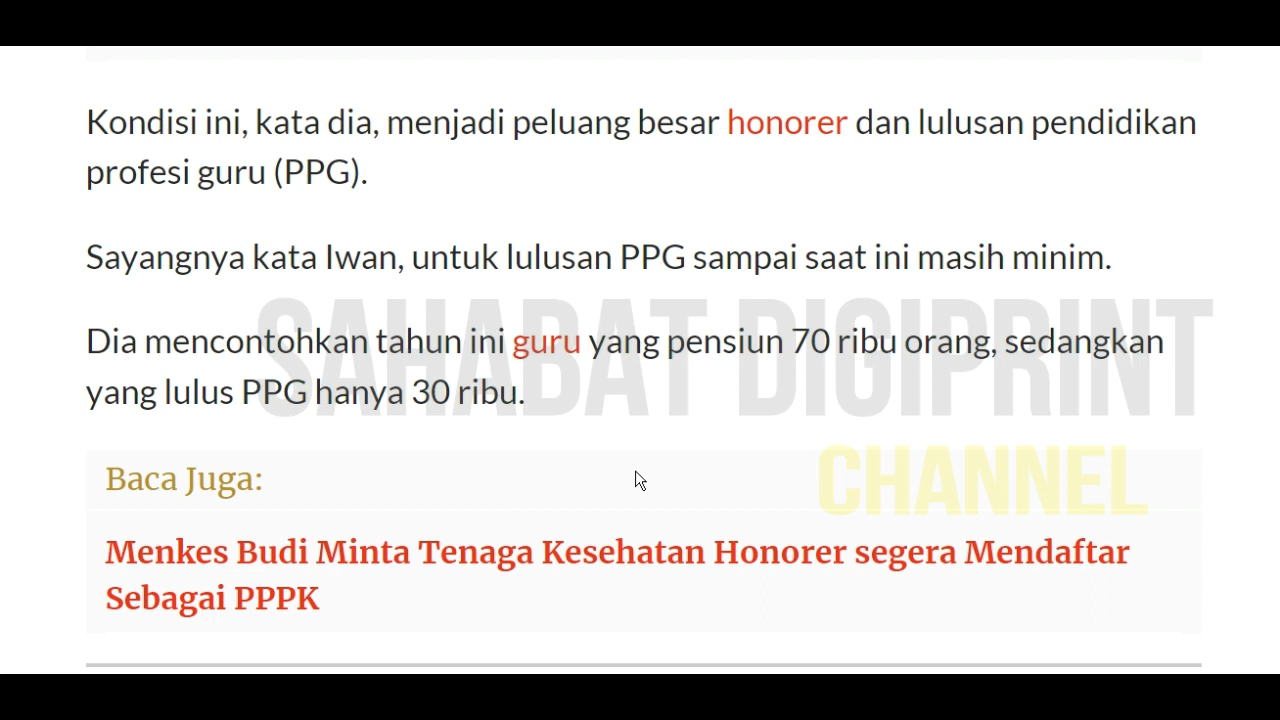 Kondisi ini, kata dia, menjadi peluang besar honorer dan lulusan pendidikan
profesi guru (PPG).
Sayangnya kata Iwan, untuk lulusan PPG sampai saat ini masih minim.
SAHABAT DIGIPRINT
Dia mencontohkan tahun ini guru yang pensiun 70 ribu orang, sedangkan
yang lulus PPG hanya 30 ribu.
CHANNEL
Baca Juga:
Menkes Budi Minta Tenaga Kesehatan Honorer segera Mendaftar
Sebagai PPPK